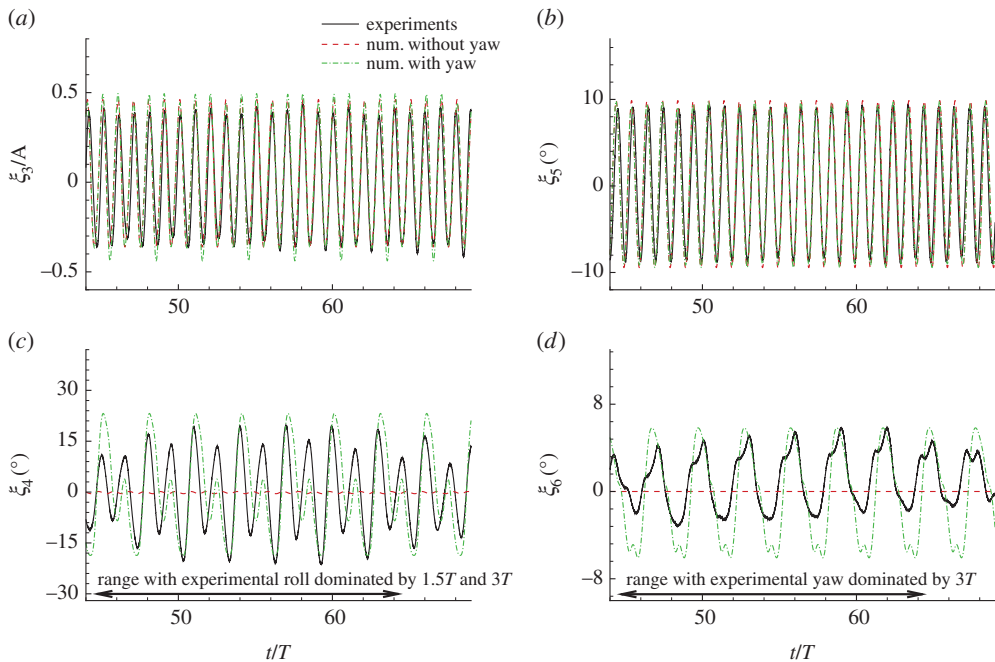 (a)
experiments
num. without yaw
num. with yaw
ξ3/A
0.5
0
−0.5
50
60
(b)
ξ5(°)
10
0
−10
50
60
(c)
ξ4(°)
30
15
0
−15
−30
range with experimental roll dominated by 1.5T and 3T
50
60
t/T
(d)
ξ6(°)
8
0
−8
range with experimental yaw dominated by 3T
50
60
t/T